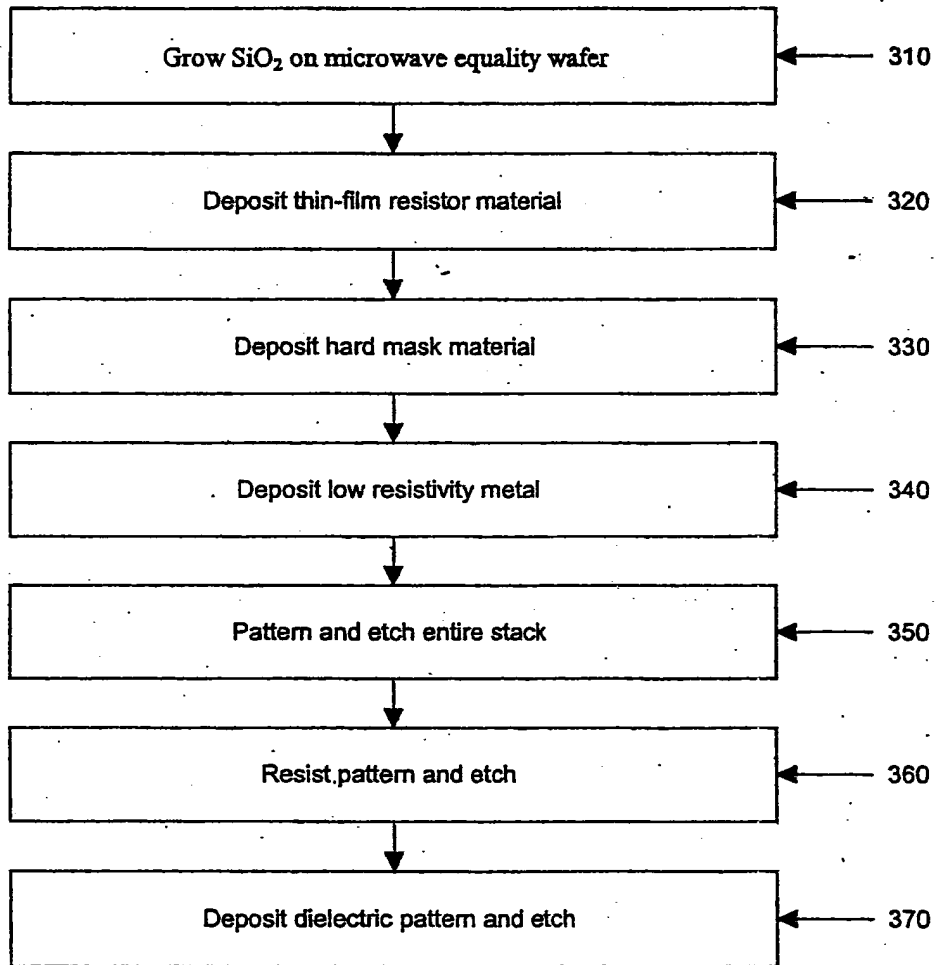 Grow SiO₂ on microwave equality wafer
310
Deposit thin-film resistor material
320
Deposit hard mask material
330
Deposit low resistivity metal
340
Pattern and etch entire stack
350
Resist pattern and etch
360
Deposit dielectric pattern and etch
370